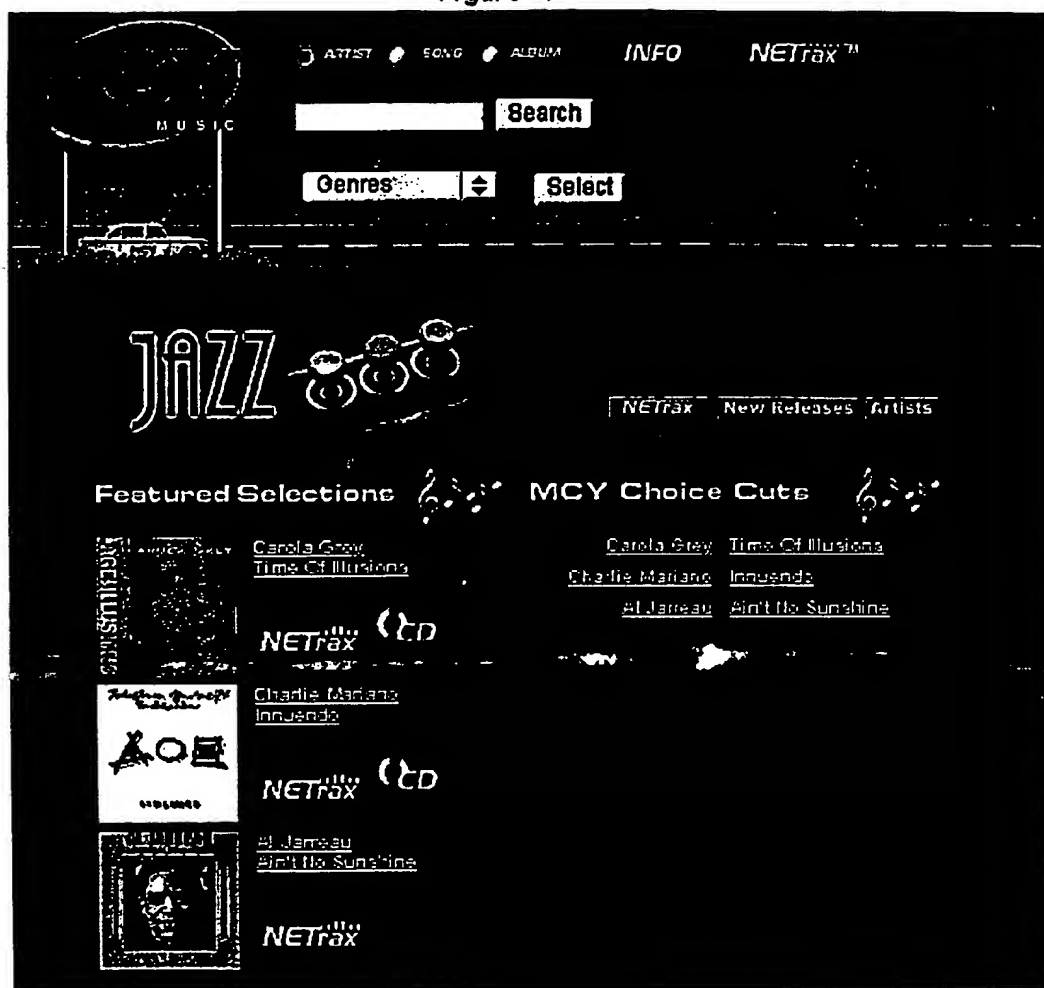 ARTIST SONG ALBUM INFO NETrax™
MUSIC
Search
Genres Select
JAZZ
NETrax New Releases Artists
Featured Selections MCY Choice Cuts
Carola Grey
Time Of Illusions
NETrax CD
Carola Grey Time Of Illusions
Charlie Mariano Innuendo
Al Jarreau Ain't No Sunshine
Charlie Mariano
Innuendo
NETrax CD
Al Jarreau
Ain't No Sunshine
NETrax